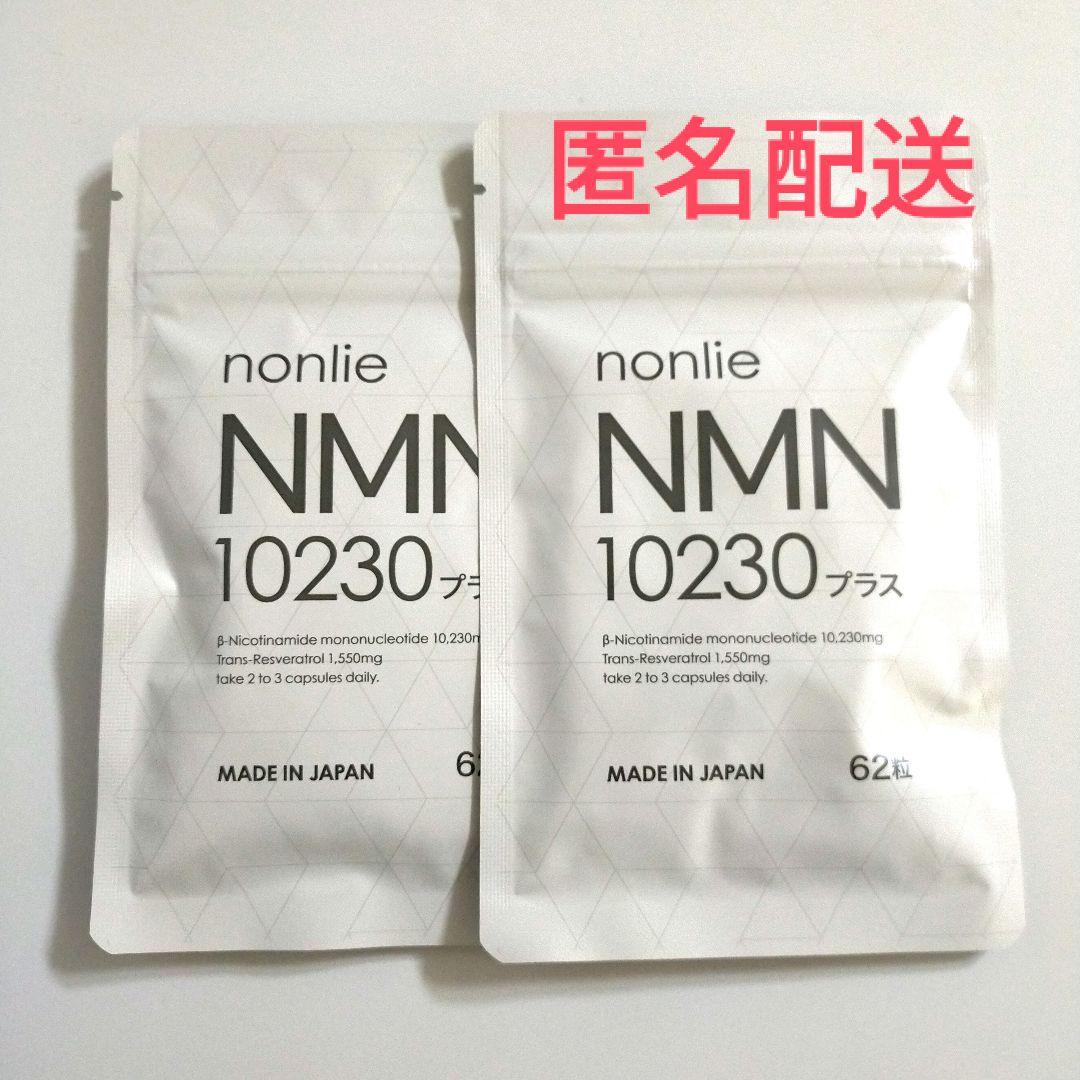 匿名配送
nonlie
NMN
10230プラ
β-Nicotinamide mononucleotide 10,230m
Trans-Resveratrol 1,550mg
take 2 to 3 capsules daily.
MADE IN JAPAN
62
nonlie
NMN
10230プラス
β-Nicotinamide mononucleotide 10,230mg
Trans-Resveratrol 1,550mg
take 2 to 3 capsules daily.
MADE IN JAPAN
62粒